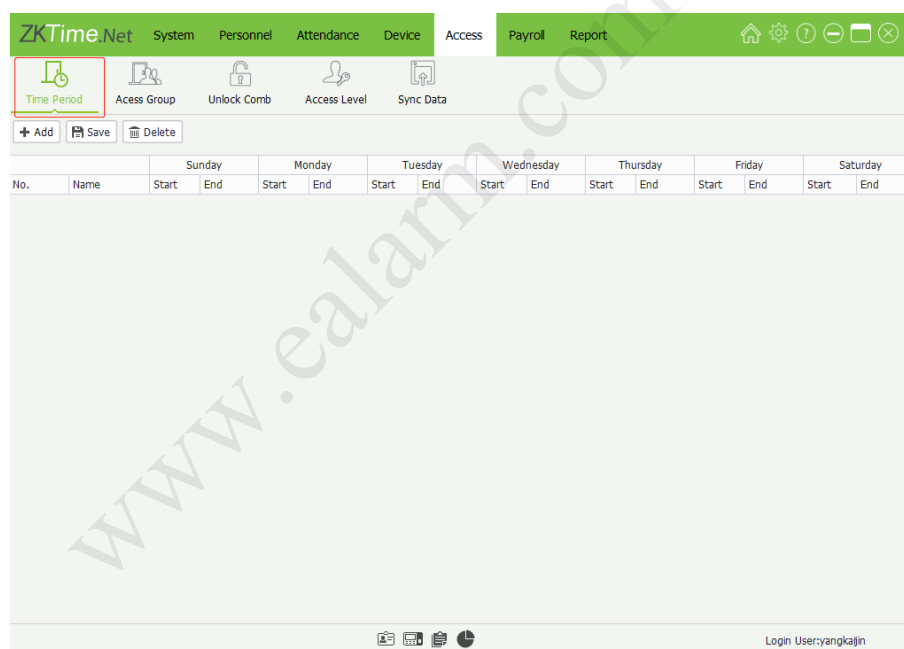 ZKTime.Net System Personnel Attendance Device Access Payroll Report
Time Period Acess Group Unlock Comb Access Level Sync Data
+ Add Save Delete
Sunday Monday Tuesday Wednesday Thursday Friday Saturday
No. Name Start End Start End Start End Start End Start End Start End Start End
www.ealarm.com
Login User:yangkaijin